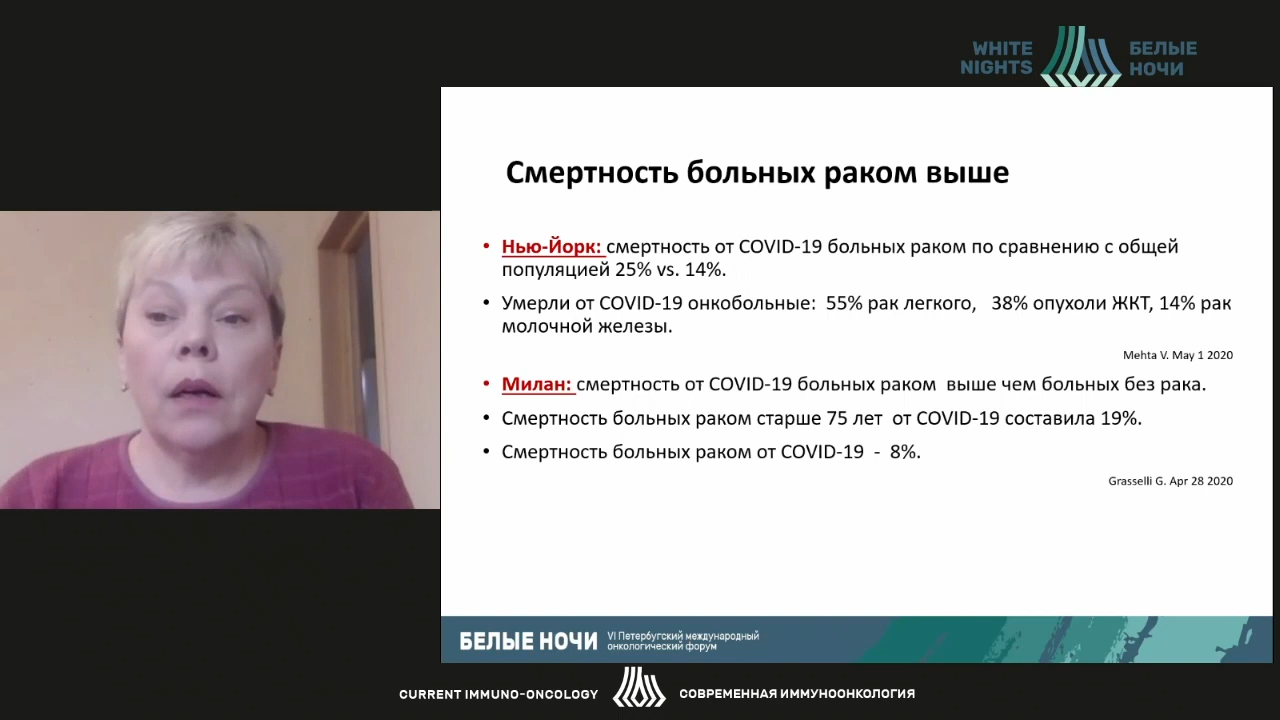 WHITE
NIGHTS
БЕЛЫЕ
НОЧИ
Смертность больных раком выше
• Нью-Йорк: смертность от COVID-19 больных раком по сравнению с общей
популяцией 25% vs. 14%.
• Умерли от COVID-19 онкобольные: 55% рак легкого, 38% опухоли ЖКТ, 14% рак
молочной железы.
Mehta V. May 1 2020
• Милан: смертность от COVID-19 больных раком выше чем больных без рака.
• Смертность больных раком старше 75 лет от COVID-19 составила 19%.
• Смертность больных раком от COVID-19 - 8%.
Grasselli G. Apr 28 2020
БЕЛЫЕ НОЧИ
VI Петербугский международный
онкологический форум
CURRENT IMMUNO-ONCOLOGY
СОВРЕМЕННАЯ ИММУНООНКОЛОГИЯ